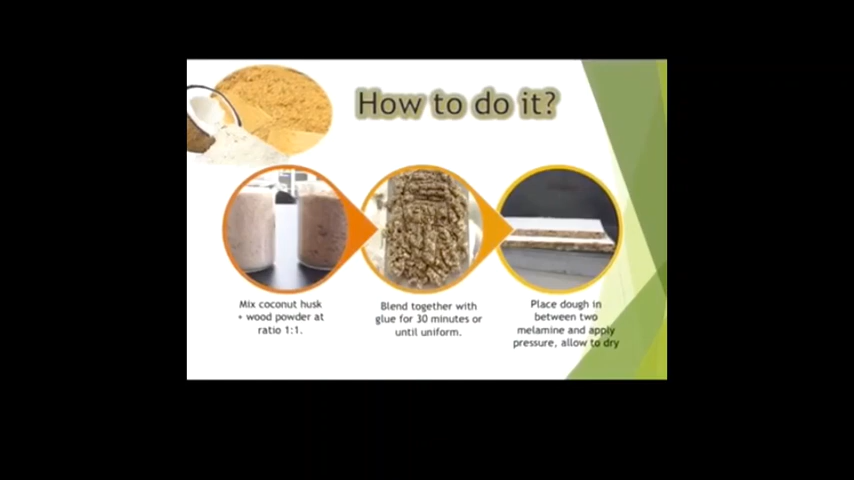 How to do it?
Mix coconut husk
+ wood powder at
ratio 1:1.
Blend together with
glue for 30 minutes or
until uniform.
Place dough in
between two
melamine and apply
pressure, allow to dry